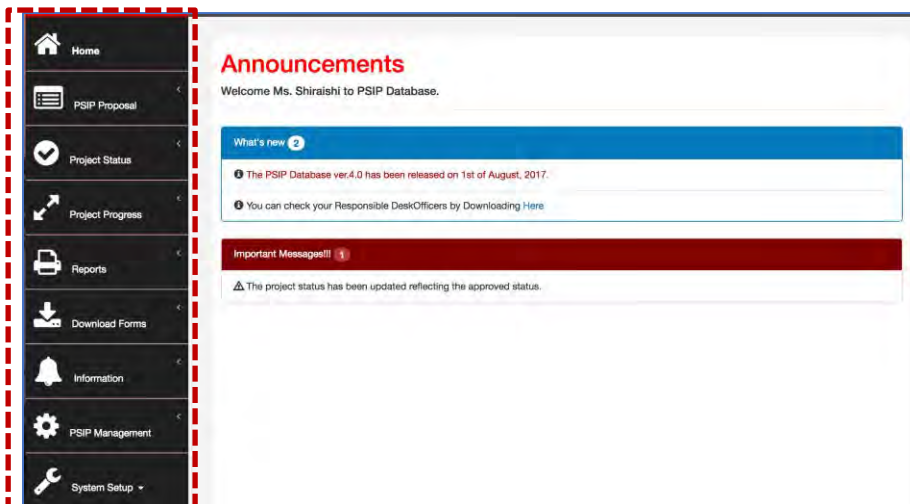 Home
PSIP Proposal
Project Status
Project Progress
Reports
Download Forms
Information
PSIP Management
System Setup
Announcements
Welcome Ms. Shiraishi to PSIP Database.
What's new 2
The PSIP Database ver.4.0 has been released on 1st of August, 2017.
You can check your Responsible DeskOfficers by Downloading Here
Important Messages!!! 1
The project status has been updated reflecting the approved status.